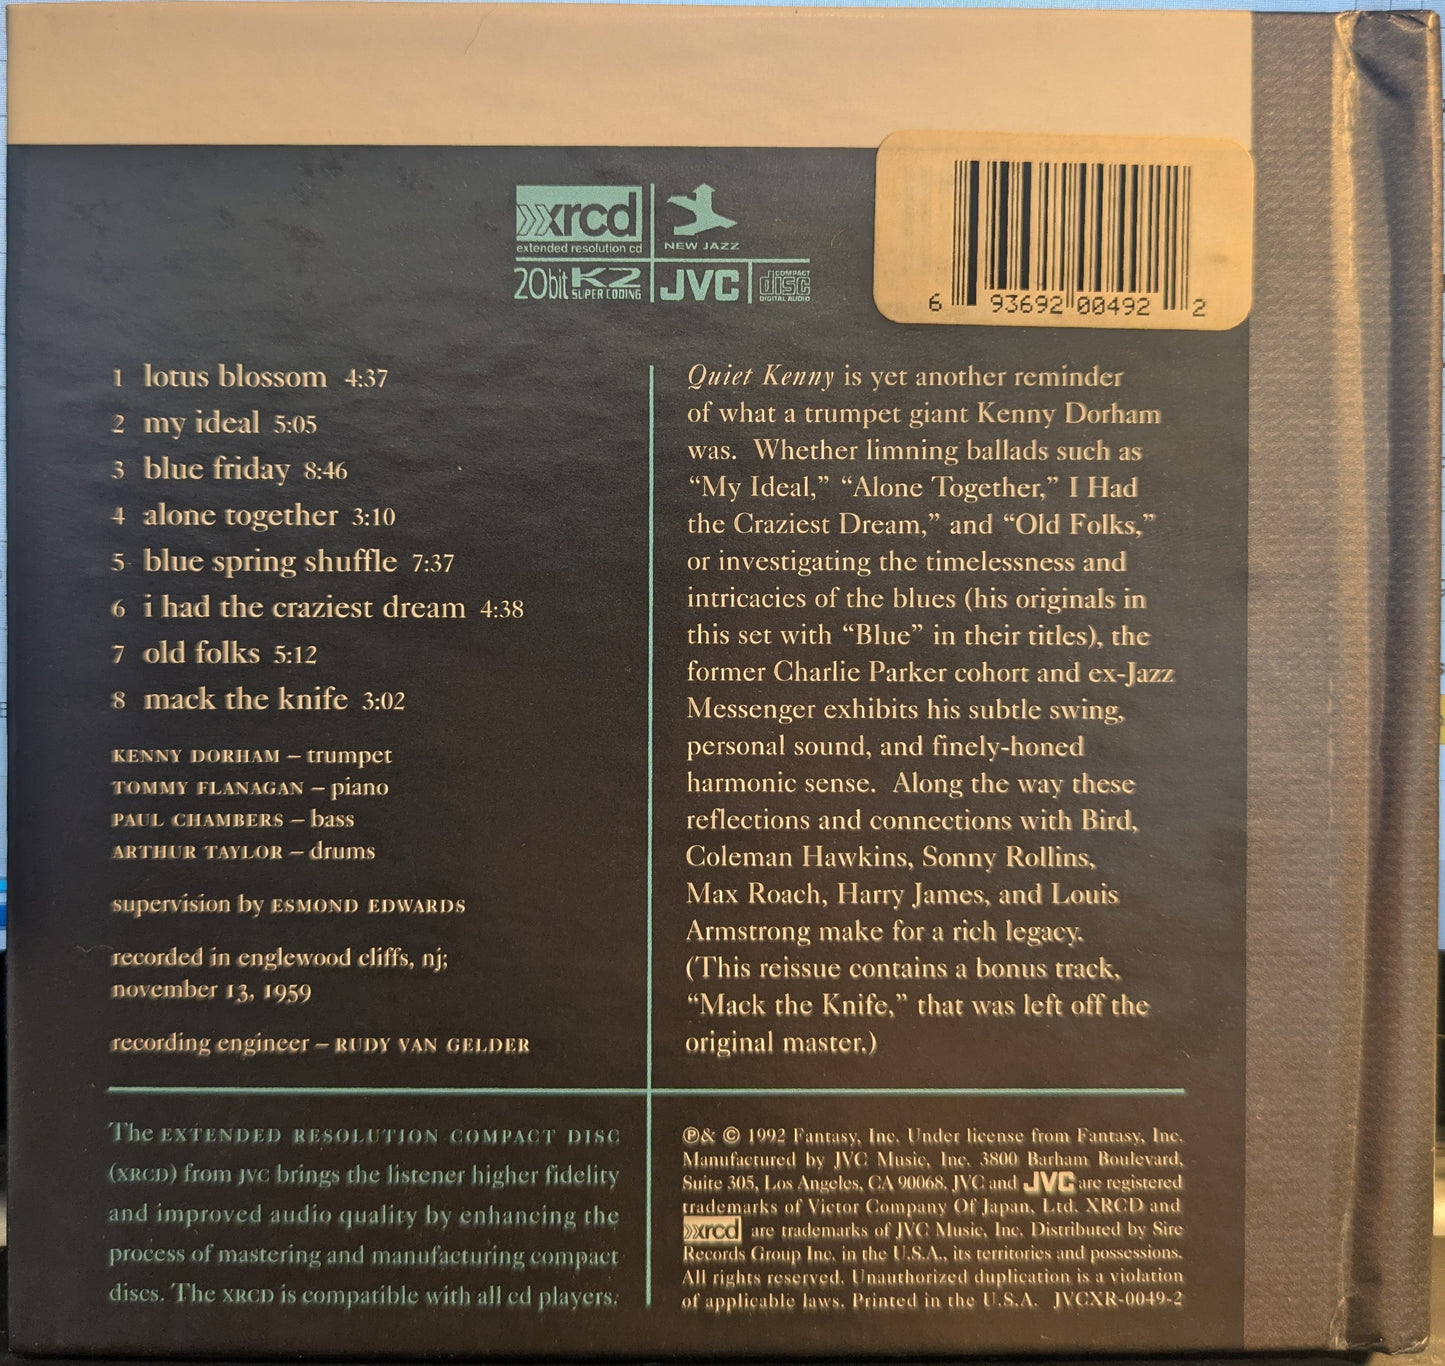 xrcd
extended resolution cd
NEW JAZZ
20bit K2 SUPER CODING
JVC
COMPACT disc DIGITAL AUDIO
6 93692 00492 2
1 lotus blossom 4:37
2 my ideal 5:05
3 blue friday 8:46
4 alone together 3:10
5 blue spring shuffle 7:37
6 i had the craziest dream 4:38
7 old folks 5:12
8 mack the knife 3:02
KENNY DORHAM – trumpet
TOMMY FLANAGAN – piano
PAUL CHAMBERS – bass
ARTHUR TAYLOR – drums
supervision by ESMOND EDWARDS
recorded in englewood cliffs, nj;
november 13, 1959
recording engineer – RUDY VAN GELDER
Quiet Kenny is yet another reminder
of what a trumpet giant Kenny Dorham
was. Whether limning ballads such as
“My Ideal,” “Alone Together,” I Had
the Craziest Dream,” and “Old Folks,”
or investigating the timelessness and
intricacies of the blues (his originals in
this set with “Blue” in their titles), the
former Charlie Parker cohort and ex-Jazz
Messenger exhibits his subtle swing,
personal sound, and finely-honed
harmonic sense. Along the way these
reflections and connections with Bird,
Coleman Hawkins, Sonny Rollins,
Max Roach, Harry James, and Louis
Armstrong make for a rich legacy.
(This reissue contains a bonus track,
“Mack the Knife,” that was left off the
original master.)
The EXTENDED RESOLUTION COMPACT DISC
(XRCD) from JVC brings the listener higher fidelity
and improved audio quality by enhancing the
process of mastering and manufacturing compact
discs. The XRCD is compatible with all cd players.
℗& © 1992 Fantasy, Inc. Under license from Fantasy, Inc.
Manufactured by JVC Music, Inc. 3800 Barham Boulevard,
Suite 305, Los Angeles, CA 90068. JVC and JVC are registered
trademarks of Victor Company Of Japan, Ltd. XRCD and
xrcd are trademarks of JVC Music, Inc. Distributed by Sire
Records Group Inc. in the U.S.A., its territories and possessions.
All rights reserved. Unauthorized duplication is a violation
of applicable laws. Printed in the U.S.A. JVCXR-0049-2